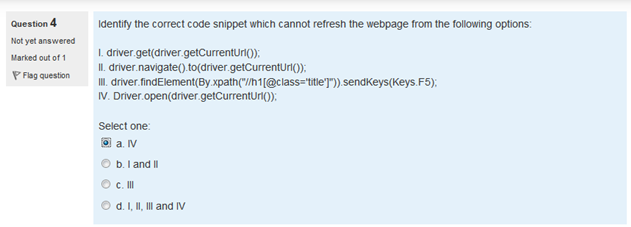 Question 4
Not yet answered
Marked out of 1
Flag question
Identify the correct code snippet which cannot refresh the webpage from the following options:
I. driver.get(driver.getCurrentUrl());
II. driver.navigate().to(driver.getCurrentUrl());
III. driver.findElement(By.xpath("//h1[@class='title']")).sendKeys(Keys.F5);
IV. Driver.open(driver.getCurrentUrl());
Select one:
a. IV
b. I and II
c. III
d. I, II, III and IV